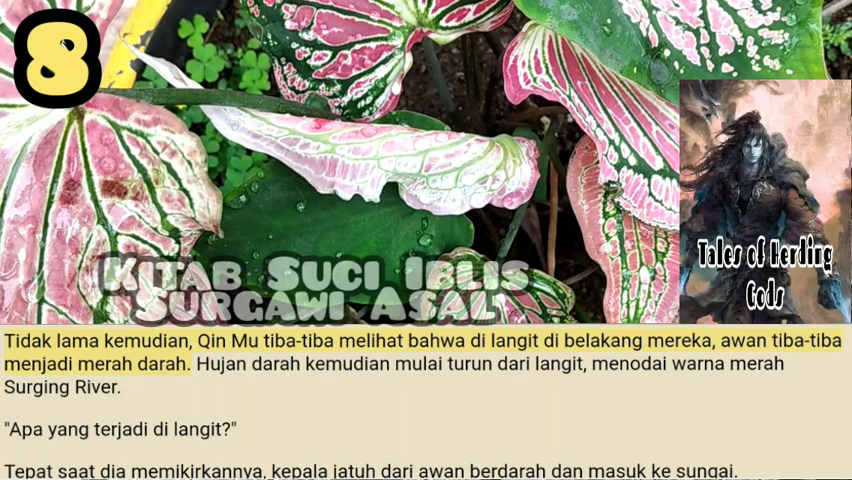 8
Tales of Herding
Gods
Kitab Suci Iblis
Surgawi Asal
Tidak lama kemudian, Qin Mu tiba-tiba melihat bahwa di langit di belakang mereka, awan tiba-tiba
menjadi merah darah. Hujan darah kemudian mulai turun dari langit, menodai warna merah
Surging River.
"Apa yang terjadi di langit?"
Tepat saat dia memikirkannya, kepala jatuh dari awan berdarah dan masuk ke sungai.